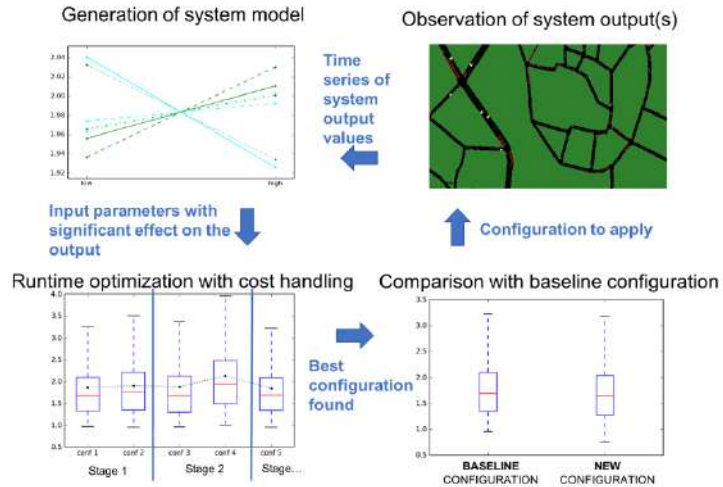 Generation of system model
Observation of system output(s)
2.04
2.02
2.00
1.98
1.96
1.94
1.92
low
high
Time
series of
system
output
values
Input parameters with
significant effect on the
output
Configuration to apply
Runtime optimization with cost handling
Comparison with baseline configuration
4.0
3.5
3.0
2.5
2.0
1.5
1.0
0.5
conf 1
conf 2
conf 3
conf 4
conf 5
Stage 1
Stage 2
Stage...
Best
configuration
found
3.5
3.0
2.5
2.0
1.5
1.0
0.5
BASELINE
CONFIGURATION
NEW
CONFIGURATION